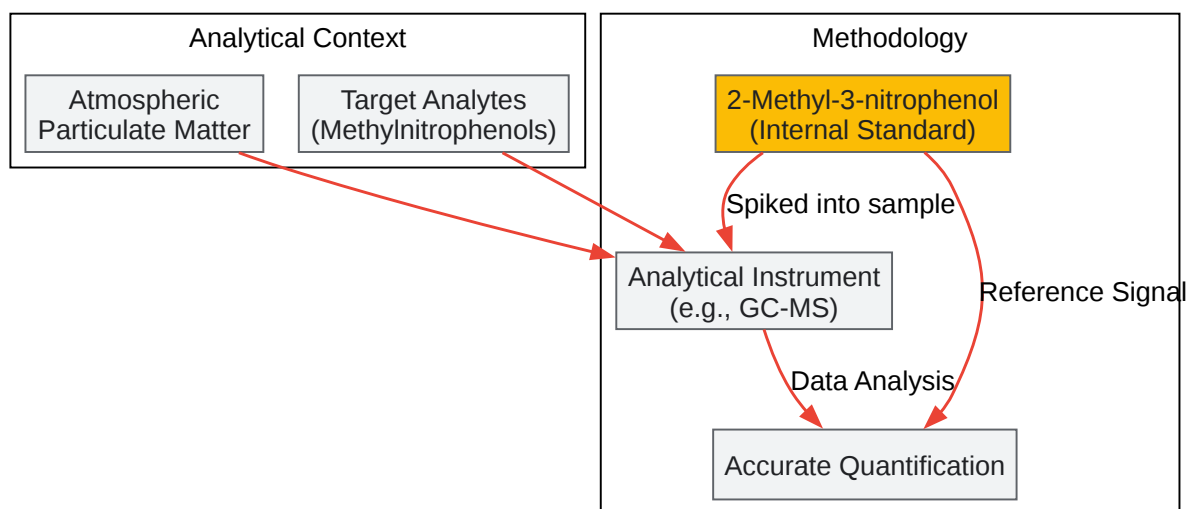 Analytical Context
Atmospheric
Particulate Matter
Target Analytes
(Methylnitrophenols)
Methodology
2-Methyl-3-nitrophenol
(Internal Standard)
Spiked into sample
Analytical Instrument
(e.g., GC-MS)
Reference Signal
Data Analysis
Accurate Quantification